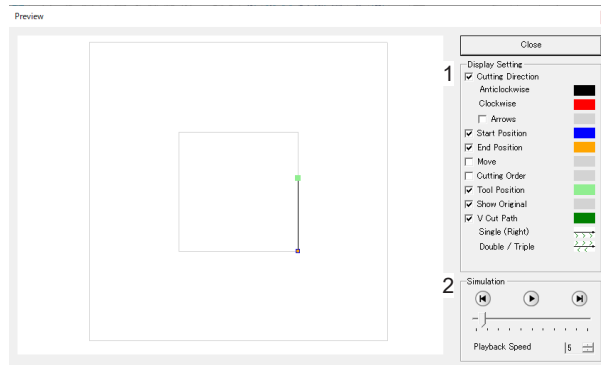 Preview
Close
1
Display Setting
Cutting Direction
Anticlockwise
Clockwise
Arrows
Start Position
End Position
Move
Cutting Order
Tool Position
Show Original
V Cut Path
Single (Right)
Double / Triple
2
Simulation
Playback Speed
5